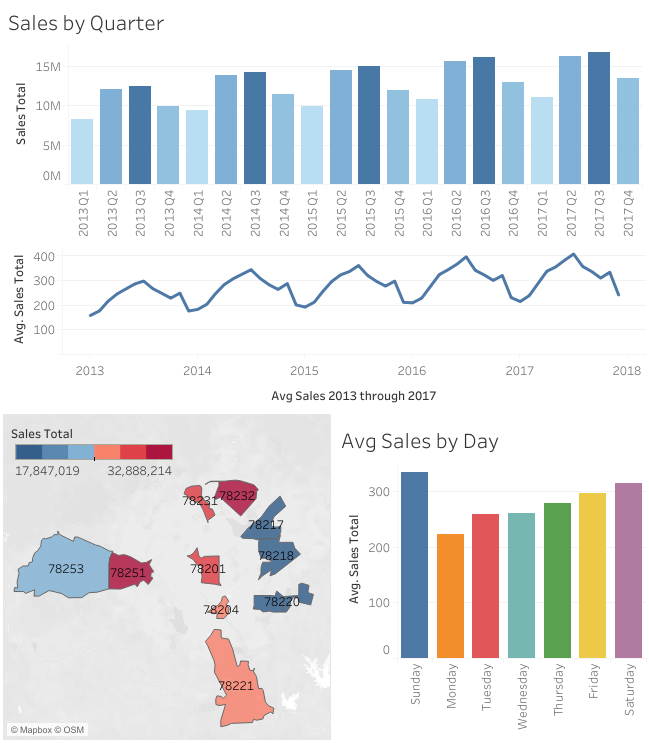 Sales by Quarter
Sales Total
15M
10M
5M
0M
2013 Q1
2013 Q2
2013 Q3
2013 Q4
2014 Q1
2014 Q2
2014 Q3
2014 Q4
2015 Q1
2015 Q2
2015 Q3
2015 Q4
2016 Q1
2016 Q2
2016 Q3
2016 Q4
2017 Q1
2017 Q2
2017 Q3
2017 Q4
Avg. Sales Total
400
300
200
100
2013 2014 2015 2016 2017 2018
Avg Sales 2013 through 2017
Sales Total
17,847,019 32,888,214
78231
78232
78217
78218
78253
78251
78201
78220
78204
78221
© Mapbox © OSM
Avg Sales by Day
Avg. Sales Total
300
200
100
0
Sunday
Monday
Tuesday
Wednesday
Thursday
Friday
Saturday